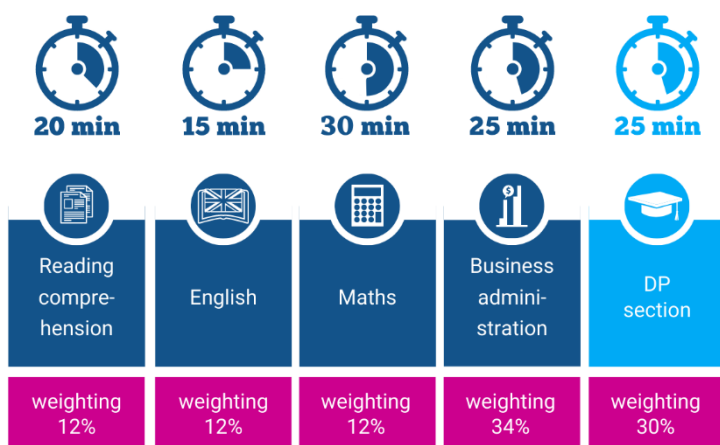 20 min
15 min
30 min
25 min
25 min
$
Reading
compre-
hension
English
Maths
Business
admini-
stration
DP
section
weighting
12%
weighting
12%
weighting
12%
weighting
34%
weighting
30%